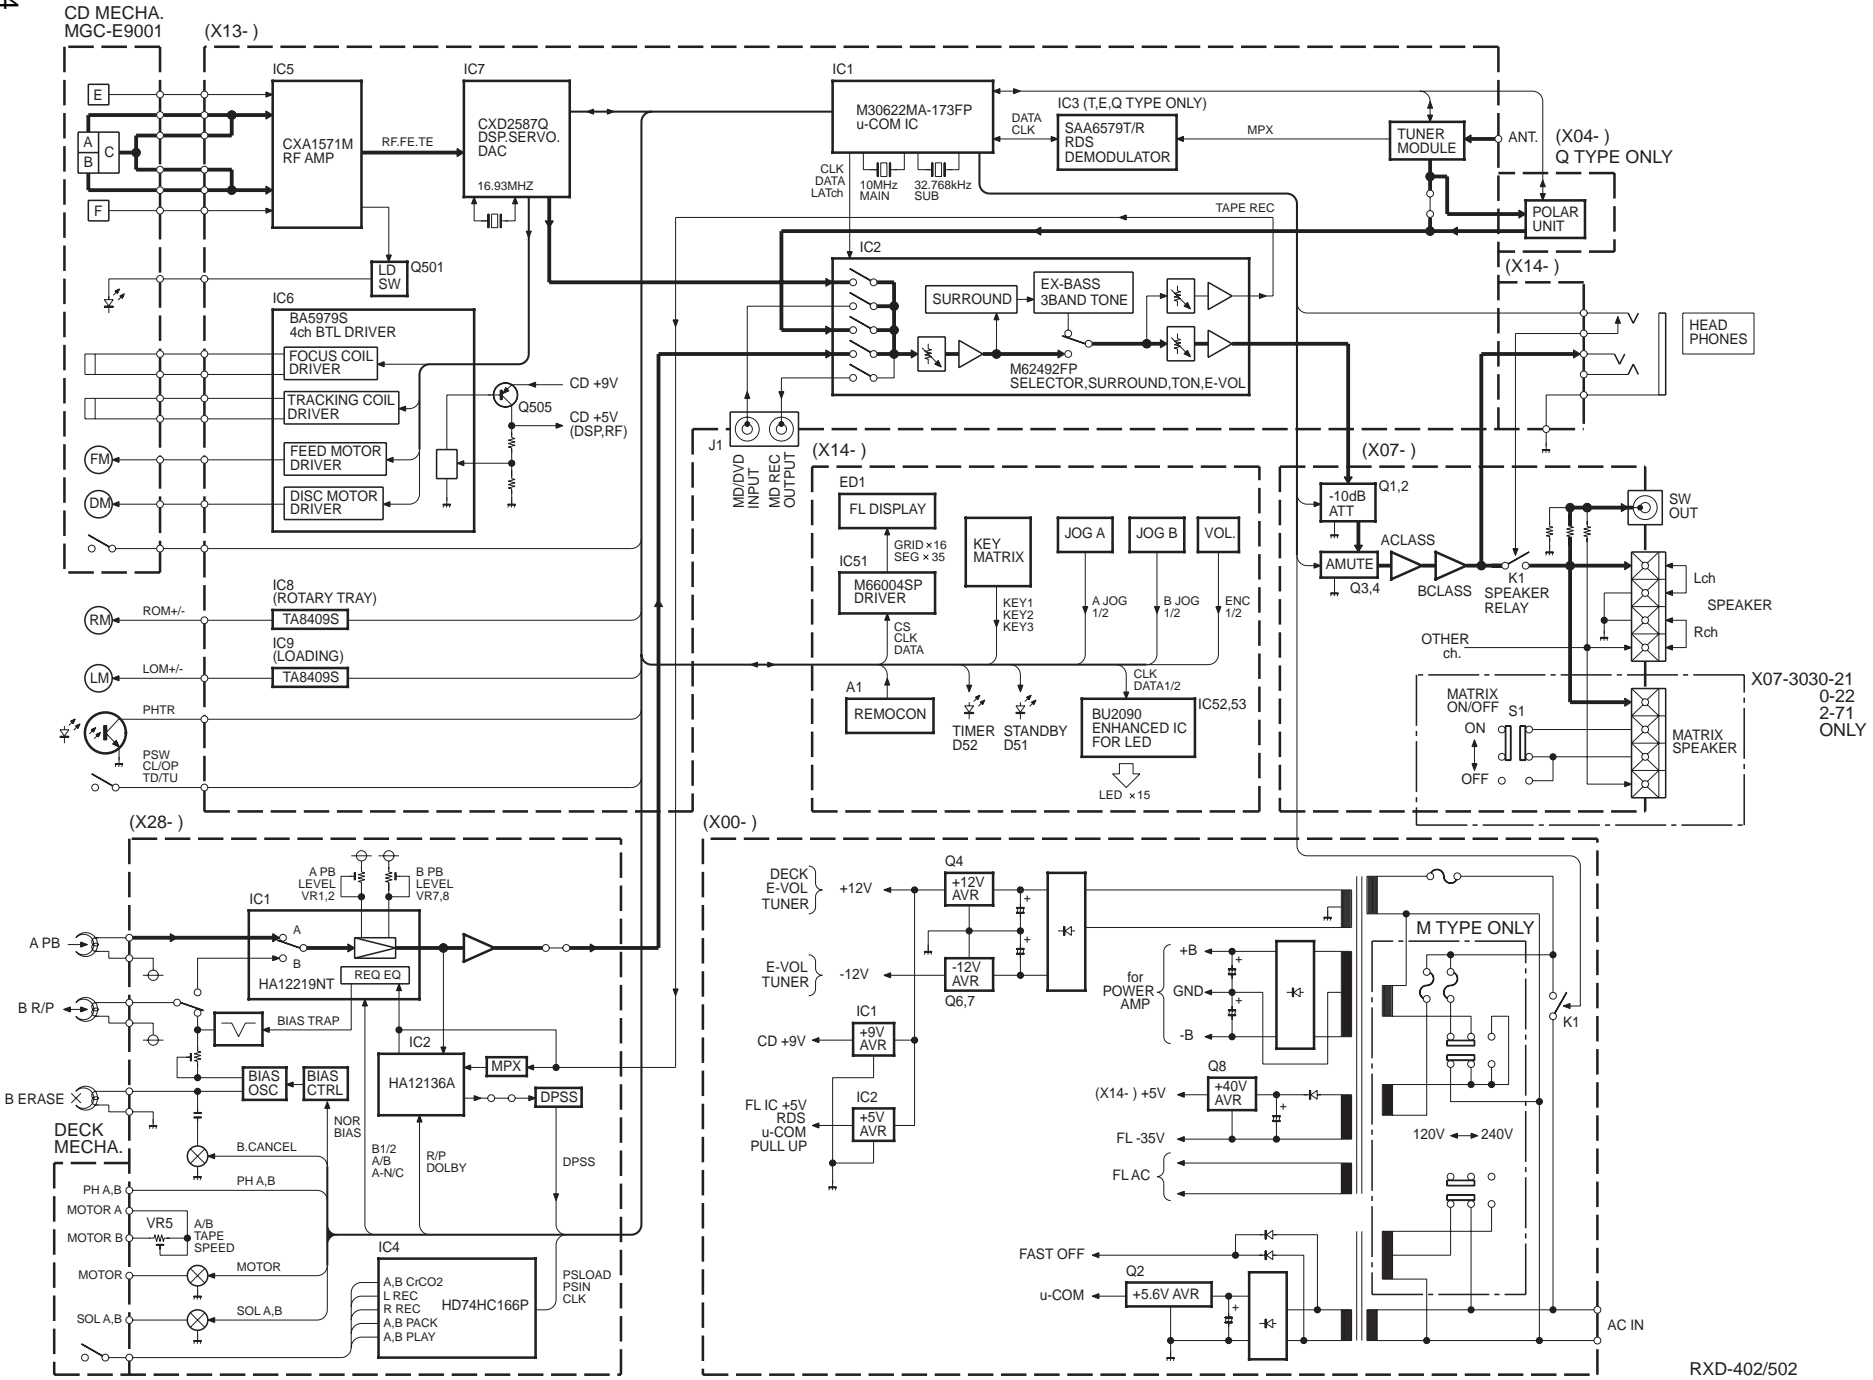 4
CD MECHA.
MGC-E9001
(X13- )
IC5
CXA1571M
RF AMP
RF.FE.TE
IC7
CXD2587Q
DSP.SERVO.
DAC
16.93MHZ
IC1
M30622MA-173FP
u-COM IC
CLK
DATA
LATch
10MHz
MAIN
32.768kHz
SUB
DATA
CLK
IC3 (T,E,Q TYPE ONLY)
SAA6579T/R
RDS
DEMODULATOR
MPX
TUNER
MODULE
ANT.
(X04- )
Q TYPE ONLY
POLAR
UNIT
E
A
B
C
F
LD
SW
Q501
TAPE REC
IC2
SURROUND
EX-BASS
3BAND TONE
M62492FP
SELECTOR,SURROUND,TON,E-VOL
(X14- )
HEAD
PHONES
IC6
BA5979S
4ch BTL DRIVER
FOCUS COIL
DRIVER
TRACKING COIL
DRIVER
FEED MOTOR
DRIVER
DISC MOTOR
DRIVER
FM
DM
CD +9V
Q505
CD +5V
(DSP,RF)
J1
MD/DVD
INPUT
MD REC
OUTPUT
IC8
(ROTARY TRAY)
TA8409S
RM
ROM+/-
IC9
(LOADING)
TA8409S
LM
LOM+/-
PHTR
PSW
CL/OP
TD/TU
(X14- )
ED1
FL DISPLAY
GRID×16
SEG×35
IC51
M66004SP
DRIVER
CS
CLK
DATA
KEY
MATRIX
KEY1
KEY2
KEY3
JOG A
A JOG
1/2
JOG B
B JOG
1/2
VOL.
ENC
1/2
A1
REMOCON
TIMER
D52
STANDBY
D51
CLK
DATA1/2
IC52,53
BU2090
ENHANCED IC
FOR LED
LED ×15
(X07- )
-10dB
ATT
Q1,2
AMUTE
Q3,4
ACLASS
BCLASS
K1
SPEAKER
RELAY
SW
OUT
Lch
SPEAKER
Rch
OTHER
ch.
X07-3030-21
0-22
2-71
ONLY
MATRIX
ON/OFF
S1
ON
OFF
MATRIX
SPEAKER
(X28- )
A PB
LEVEL
VR1,2
B PB
LEVEL
VR7,8
IC1
A
B
REQ EQ
HA12219NT
A PB
B R/P
B ERASE
BIAS TRAP
BIAS
OSC
BIAS
CTRL
IC2
HA12136A
MPX
DPSS
NOR
BIAS
B1/2
A/B
A-N/C
R/P
DOLBY
DPSS
DECK
MECHA.
B.CANCEL
PH A,B
PH A,B
MOTOR A
MOTOR B
VR5
A/B
TAPE
SPEED
MOTOR
MOTOR
SOL A,B
SOL A,B
IC4
A,B CrCO2
L REC
R REC
A,B PACK
A,B PLAY
HD74HC166P
PSLOAD
PSIN
CLK
(X00- )
DECK
E-VOL
TUNER
+12V
Q4
+12V
AVR
E-VOL
TUNER
-12V
-12V
AVR
Q6,7
IC1
+9V
AVR
CD +9V
IC2
+5V
AVR
FL IC +5V
RDS
u-COM
PULL UP
for
POWER
AMP
+B
GND
-B
Q8
+40V
AVR
(X14- ) +5V
FL -35V
FL AC
FAST OFF
Q2
+5.6V AVR
u-COM
M TYPE ONLY
120V
240V
K1
AC IN
RXD-402/502